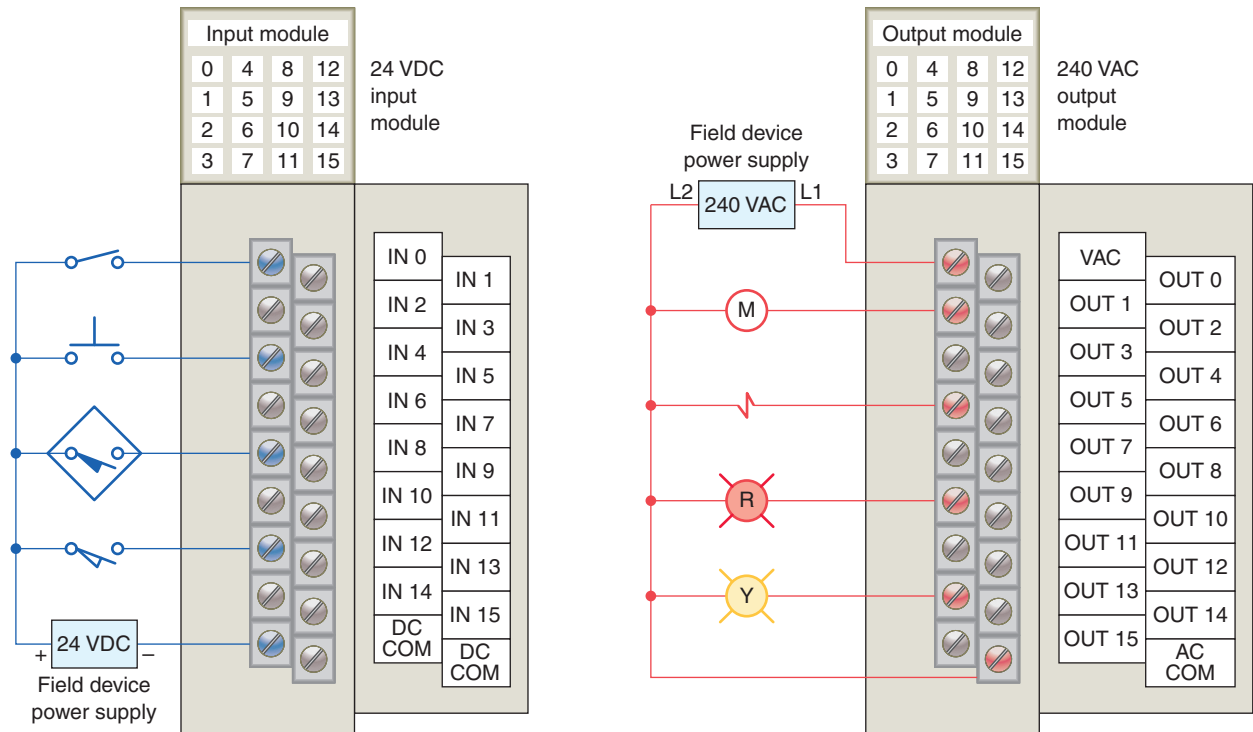 Input module
0 4 8 12
1 5 9 13
2 6 10 14
3 7 11 15
24 VDC
input
module
IN 0
IN 1
IN 2
IN 3
IN 4
IN 5
IN 6
IN 7
IN 8
IN 9
IN 10
IN 11
IN 12
IN 13
IN 14
IN 15
DC
COM
DC
COM
+ 24 VDC −
Field device
power supply
Output module
0 4 8 12
1 5 9 13
2 6 10 14
3 7 11 15
240 VAC
output
module
Field device
power supply
L2 240 VAC L1
M
R
Y
VAC
OUT 0
OUT 1
OUT 2
OUT 3
OUT 4
OUT 5
OUT 6
OUT 7
OUT 8
OUT 9
OUT 10
OUT 11
OUT 12
OUT 13
OUT 14
OUT 15
AC
COM